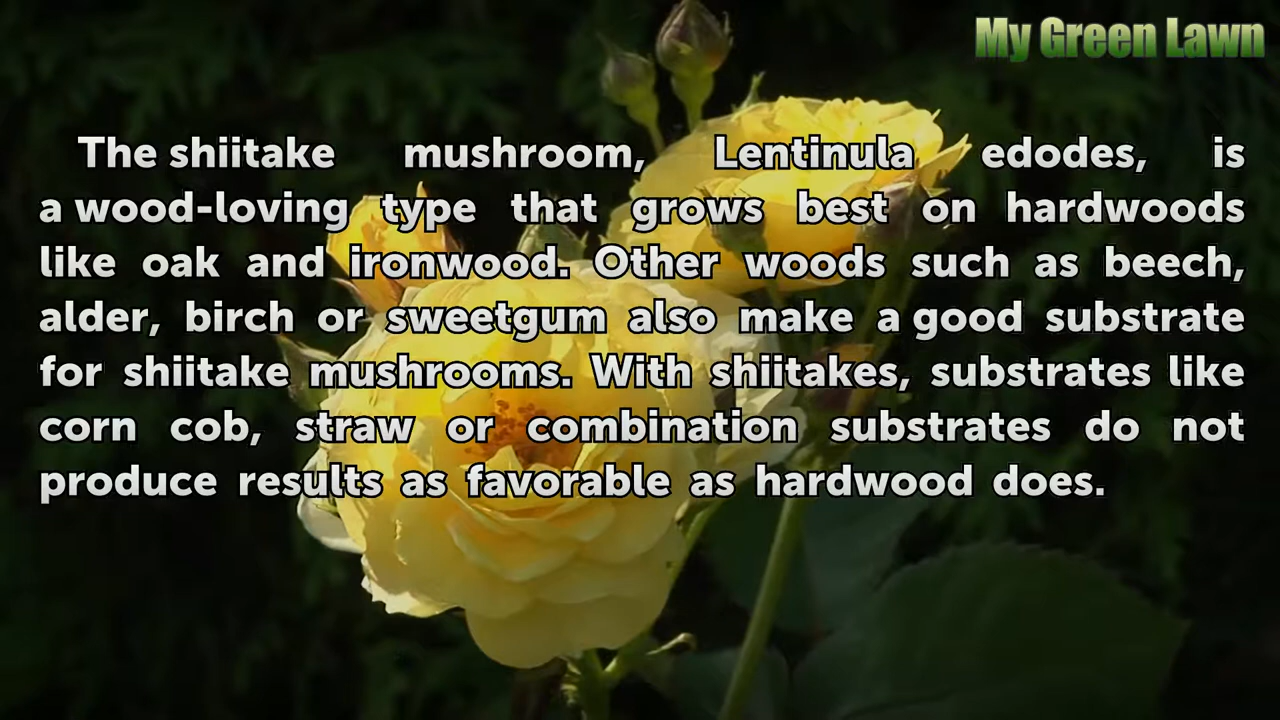 My Green Lawn
The shiitake mushroom, Lentinula edodes, is
a wood-loving type that grows best on hardwoods
like oak and ironwood. Other woods such as beech,
alder, birch or sweetgum also make a good substrate
for shiitake mushrooms. With shiitakes, substrates like
corn cob, straw or combination substrates do not
produce results as favorable as hardwood does.